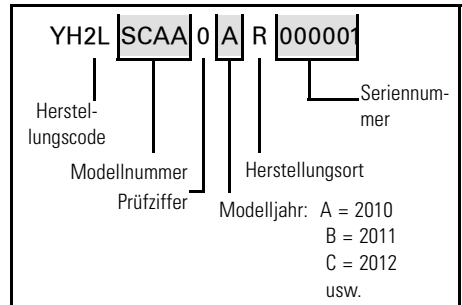 YH2L SCAA 0 A R 000001
Seriennum-
mer
Herstel-
lungscode
Modellnummer
Herstellungsort
Prüfziffer
Modelljahr: A = 2010
B = 2011
C = 2012
usw.